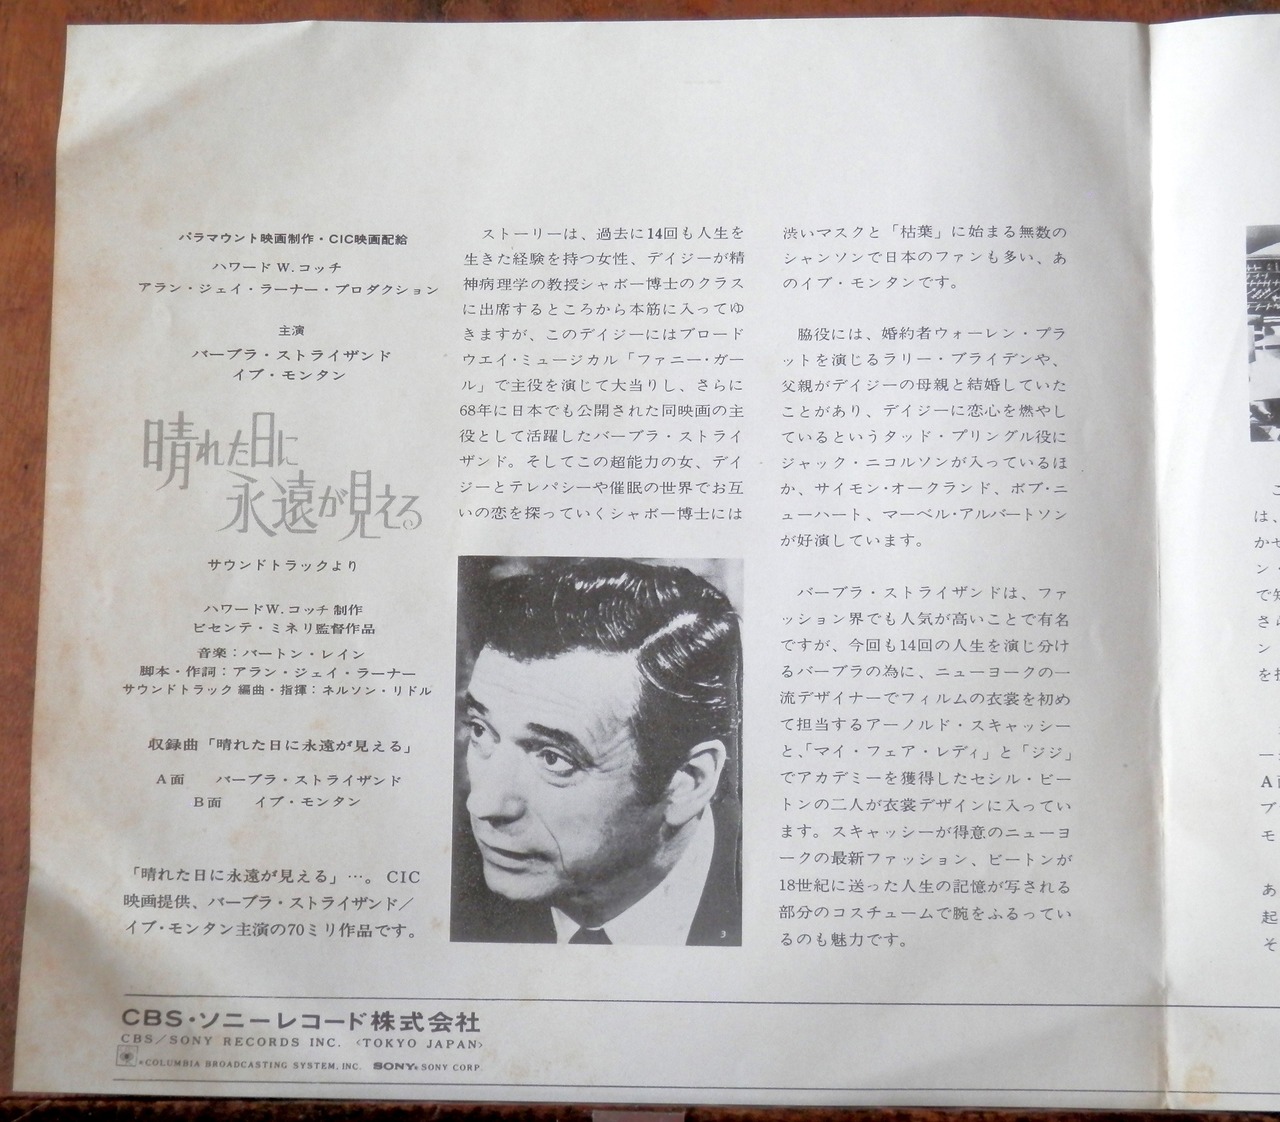 パラマウント映画制作・CIC映画配給
ハワード W. コッチ
アラン・ジェイ・ラーナー・プロダクション
主演
バーブラ・ストライザンド
イブ・モンタン
晴れた日に
永遠が見える
サウンドトラックより
ハワードW. コッチ 制作
ビセンテ・ミネリ監督作品
音楽：バートン・レイン
脚本・作詞：アラン・ジェイ・ラーナー
サウンドトラック 編曲・指揮：ネルソン・リドル
収録曲「晴れた日に永遠が見える」
A面 バーブラ・ストライザンド
B面 イブ・モンタン
「晴れた日に永遠が見える」…。CIC
映画提供、バーブラ・ストライザンド／
イブ・モンタン主演の70ミリ作品です。
ストーリーは、過去に14回も人生を
生きた経験を持つ女性、デイジーが精
神病理学の教授シャボー博士のクラス
に出席するところから本筋に入ってゆ
きますが、このデイジーにはブロード
ウエイ・ミュージカル「ファニー・ガー
ル」で主役を演じて大当りし、さらに
68年に日本でも公開された同映画の主
役として活躍したバーブラ・ストライ
ザンド。そしてこの超能力の女、デイ
ジーとテレパシーや催眠の世界でお互
いの恋を探っていくシャボー博士には
3
渋いマスクと「枯葉」に始まる無数の
シャンソンで日本のファンも多い、あ
のイブ・モンタンです。
脇役には、婚約者ウォーレン・プラ
ットを演じるラリー・ブライデンや、
父親がデイジーの母親と結婚していた
ことがあり、デイジーに恋心を燃やし
ているというタッド・プリングル役に
ジャック・ニコルソンが入っているほ
か、サイモン・オークランド、ボブ・ニ
ューハート、マーベル・アルバートソン
が好演しています。
バーブラ・ストライザンドは、ファ
ッション界でも人気が高いことで有名
ですが、今回も14回の人生を演じ分け
るバーブラの為に、ニューヨークの一
流デザイナーでフィルムの衣裳を初め
て担当するアーノルド・スキャッシー
と、「マイ・フェア・レディ」と「ジジ」
でアカデミーを獲得したセシル・ビー
トンの二人が衣裳デザインに入ってい
ます。スキャッシーが得意のニューヨ
ークの最新ファッション、ビートンが
18世紀に送った人生の記憶が写される
部分のコスチュームで腕をふるってい
るのも魅力です。
は、
かせ
ン・
で知
さら
ン
を担
A面
ブ
モ
あ
起
そ
CBS・ソニーレコード株式会社
CBS／SONY RECORDS INC. 〈TOKYO JAPAN〉
®COLUMBIA BROADCASTING SYSTEM, INC. SONY® SONY CORP.